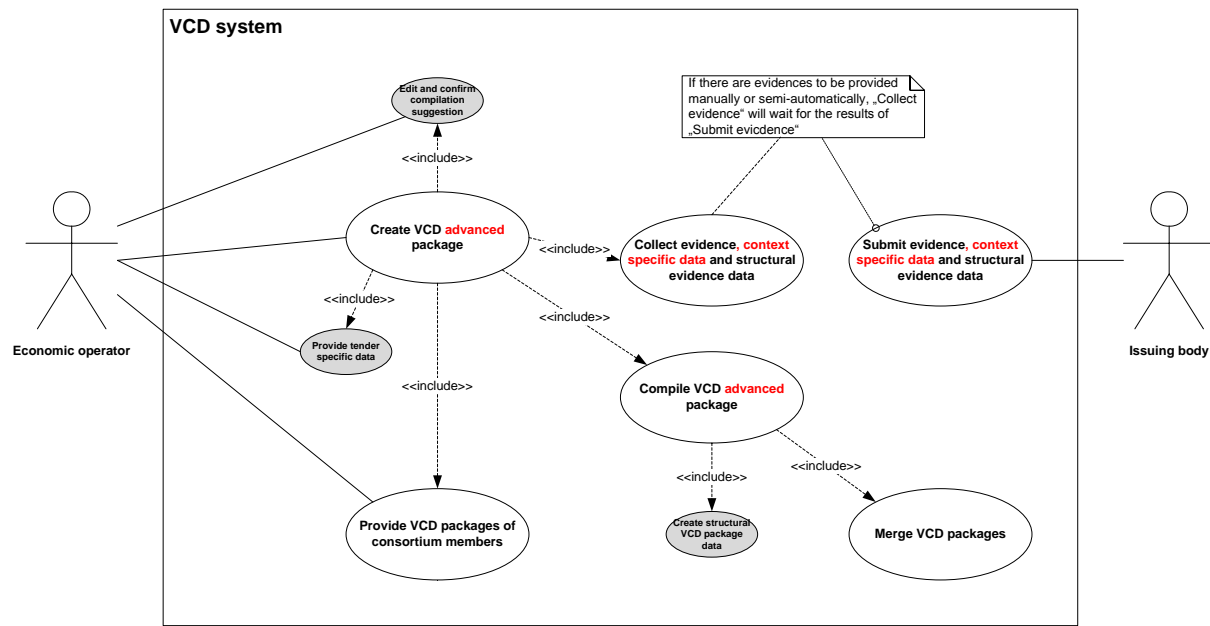 VCD system
Edit and confirm
compilation
suggestion
If there are evidences to be provided
manually or semi-automatically, „Collect
evidence“ will wait for the results of
„Submit evicdence“
<<include>>
Create VCD advanced
package
<<include>>
Collect evidence, context
specific data and structural
evidence data
Submit evidence, context
specific data and structural
evidence data
<<include>>
<<include>>
Economic operator
Provide tender
specific data
Issuing body
<<include>>
Compile VCD advanced
package
<<include>>
<<include>>
Provide VCD packages of
consortium members
Create structural
VCD package
data
Merge VCD packages